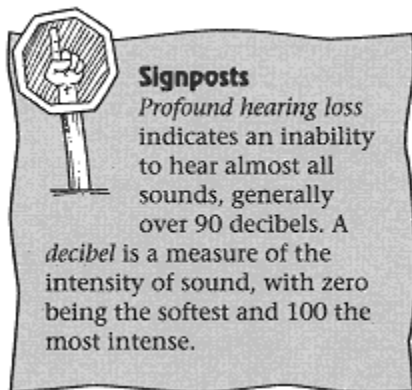 Signposts
Profound hearing loss
indicates an inability
to hear almost all
sounds, generally
over 90 decibels. A
decibel is a measure of the
intensity of sound, with zero
being the softest and 100 the
most intense.